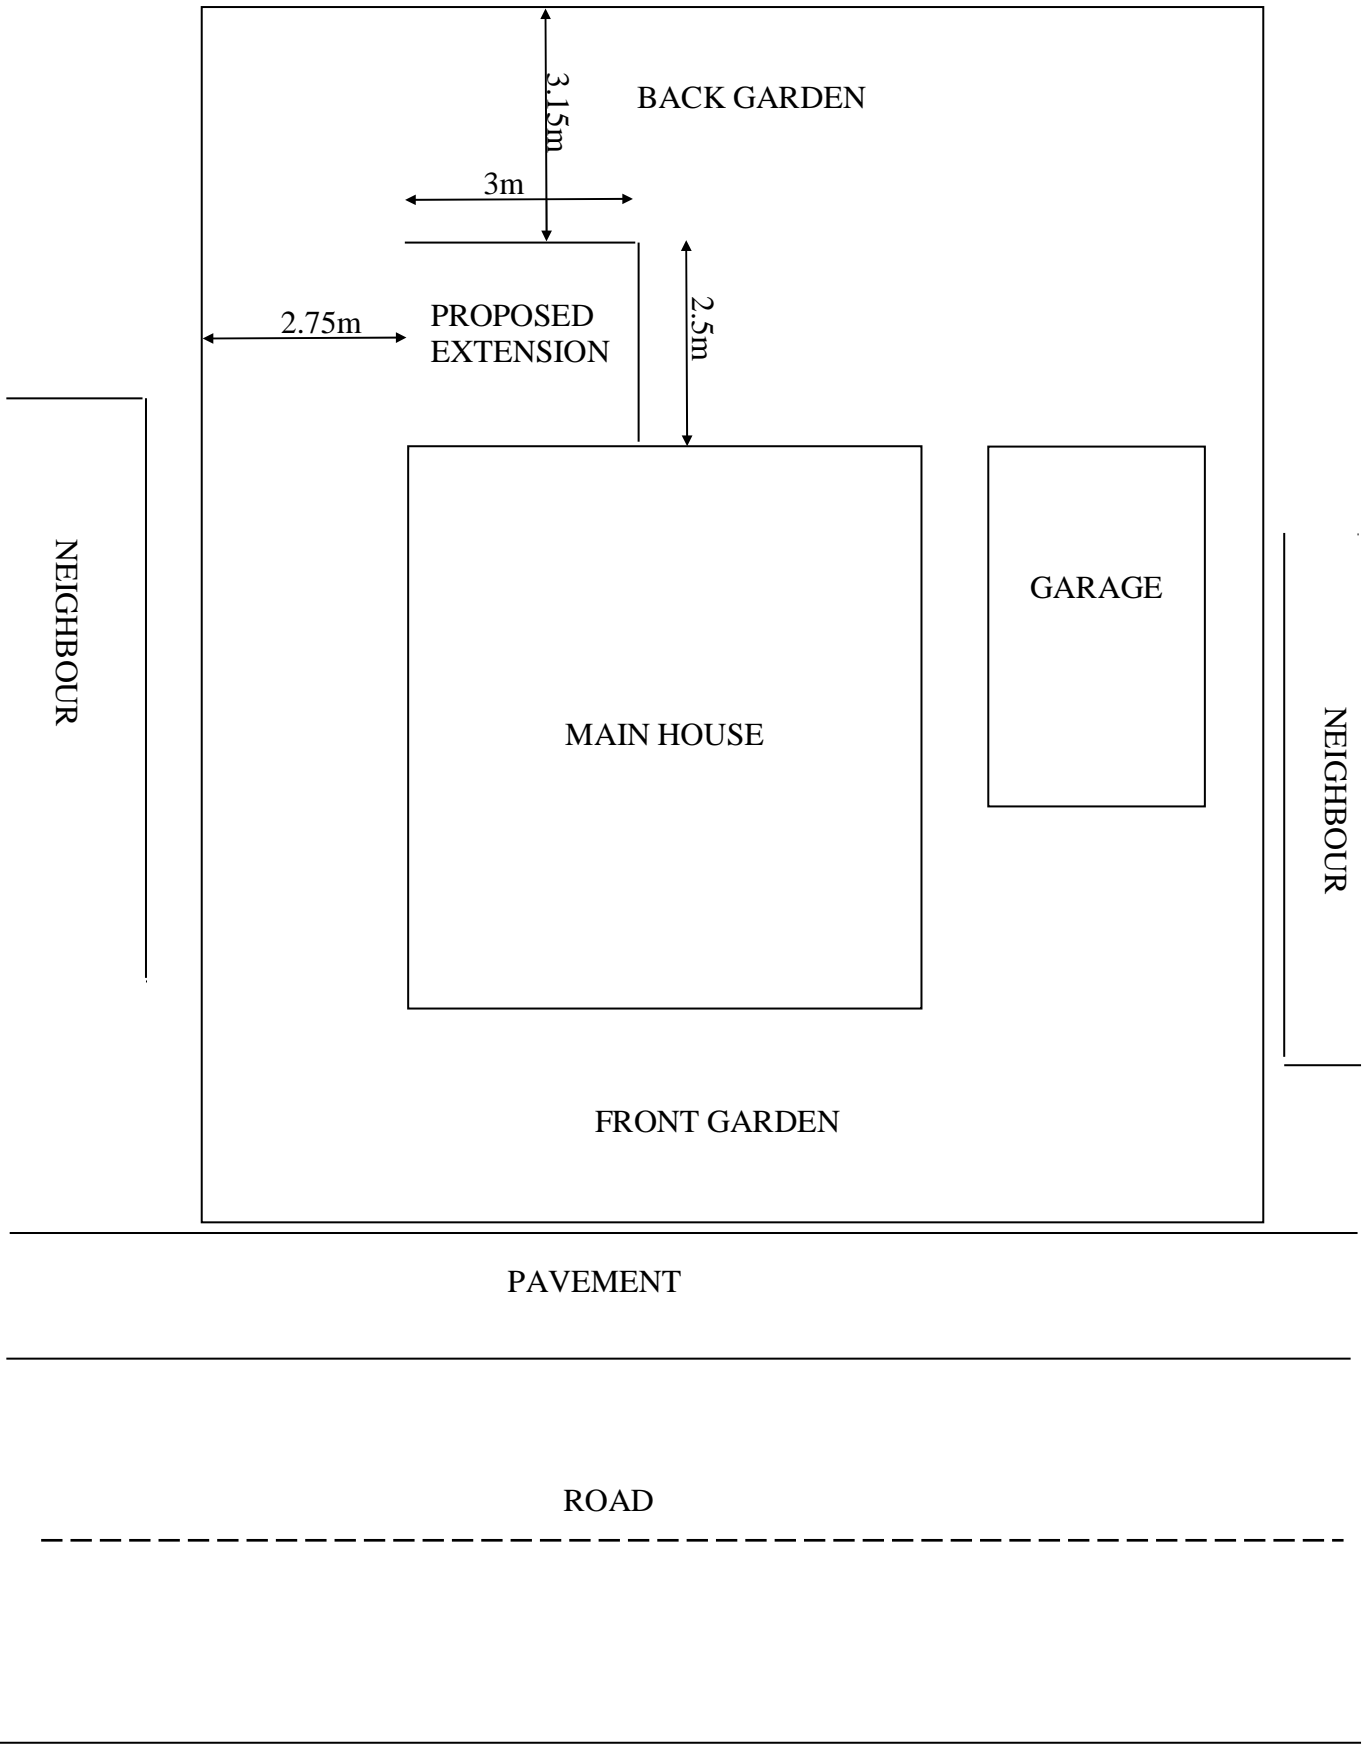 3.15m
BACK GARDEN
3m
2.75m
PROPOSED
EXTENSION
2.5m
NEIGHBOUR
GARAGE
MAIN HOUSE
NEIGHBOUR
FRONT GARDEN
PAVEMENT
ROAD